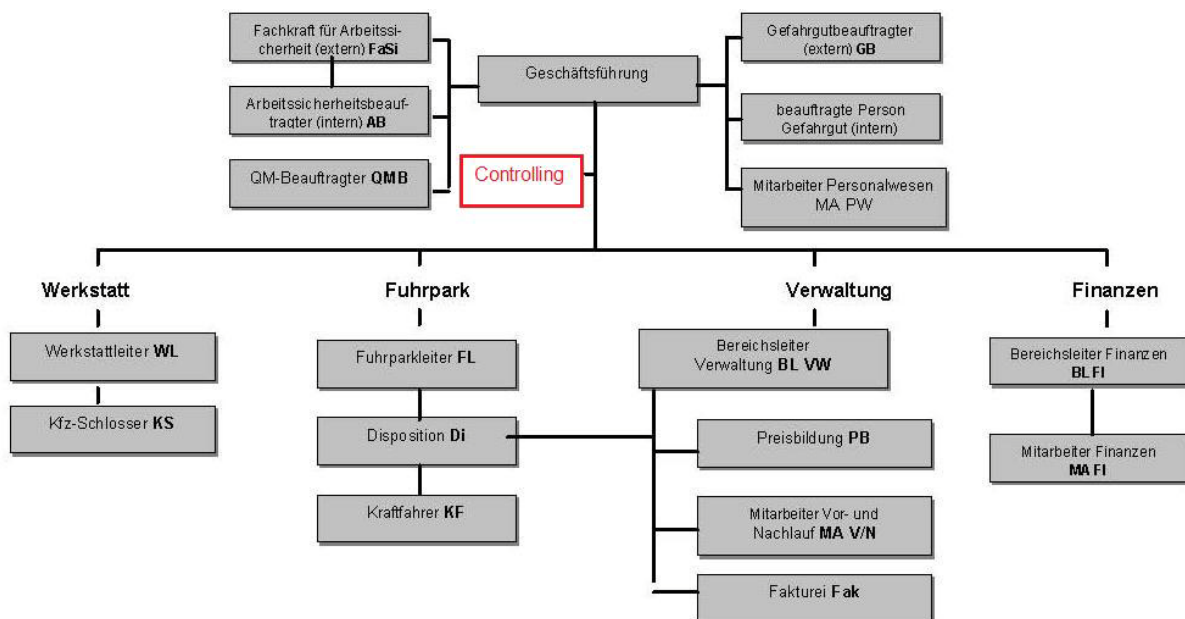 Fachkraft für Arbeitssi-
cherheit (extern) FaSi
Gefahrgutbeauftragter
(extern) GB
Geschäftsführung
Arbeitssicherheitsbeauf-
tragter (intern) AB
beauftragte Person
Gefahrgut (intern)
QM-Beauftragter QMB
Controlling
Mitarbeiter Personalwesen
MA PW
Werkstatt
Fuhrpark
Verwaltung
Finanzen
Werkstattleiter WL
Fuhrparkleiter FL
Bereichsleiter
Verwaltung BL VW
Bereichsleiter Finanzen
BL FI
Kfz-Schlosser KS
Disposition Di
Preisbildung PB
Mitarbeiter Finanzen
MA FI
Kraftfahrer KF
Mitarbeiter Vor- und
Nachlauf MA V/N
Fakturei Fak